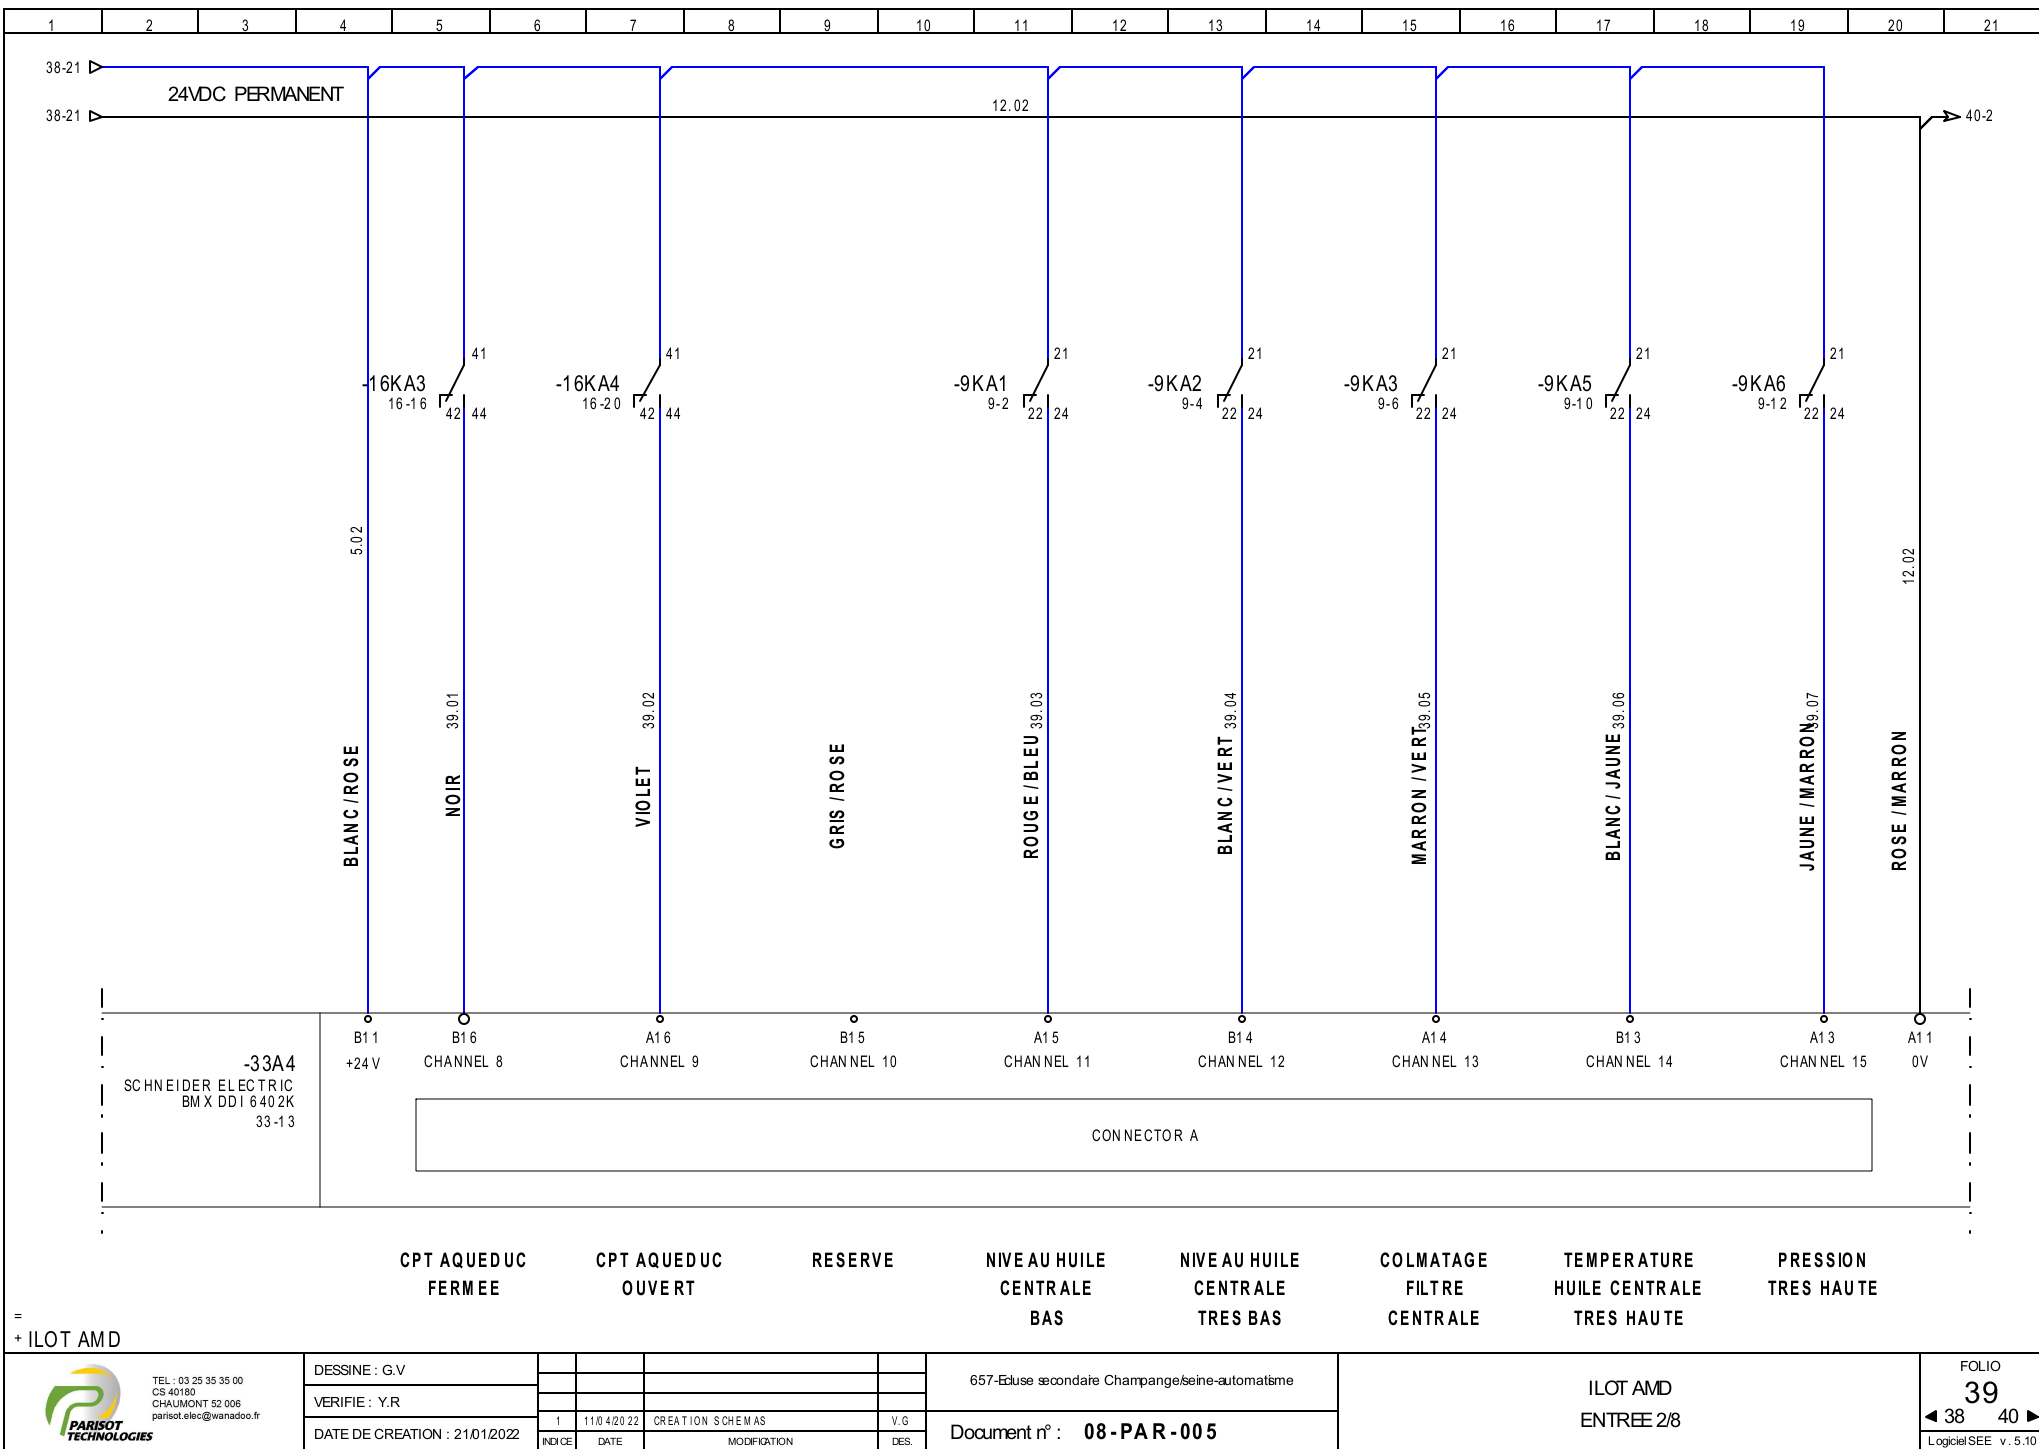 1 2 3 4 5 6 7 8 9 10 11 12 13 14 15 16 17 18 19 20 21
38-21
24VDC PERMANENT
38-21
12.02
40-2
41
-16KA3
16-16
42 44
41
-16KA4
16-20
42 44
21
-9KA1
9-2
22 24
21
-9KA2
9-4
22 24
21
-9KA3
9-6
22 24
21
-9KA5
9-10
22 24
21
-9KA6
9-12
22 24
5.02
12.02
39.01
39.02
39.03
39.04
39.05
39.06
39.07
BLANC/ROSE
NOIR
VIOLET
GRIS/ROSE
ROUGE/BLEU
BLANC/VERT
MARRON/VERT
BLANC/JAUNE
JAUNE/MARRON
ROSE/MARRON
B11 B16 A16 B15 A15 B14 A14 B13 A13 A11
+24V CHANNEL 8 CHANNEL 9 CHANNEL 10 CHANNEL 11 CHANNEL 12 CHANNEL 13 CHANNEL 14 CHANNEL 15 0V
-33A4
SCHNEIDER ELECTRIC
BMX DDI 6402K
33-13
CONNECTOR A
CPT AQUEDUC
FERMEE
CPT AQUEDUC
OUVERT
RESERVE
NIVEAU HUILE
CENTRALE
BAS
NIVEAU HUILE
CENTRALE
TRES BAS
COLMATAGE
FILTRE
CENTRALE
TEMPERATURE
HUILE CENTRALE
TRES HAUTE
PRESSION
TRES HAUTE
=
+ ILOT AMD
PARISOT
TECHNOLOGIES
TEL : 03 25 35 35 00
CS 40180
CHAUMONT 52 006
parisot.elec@wanadoo.fr
DESSINE : G.V
VERIFIE : Y.R
DATE DE CREATION : 21/01/2022
1 11/04/2022 CREATION SCHEMAS V.G
INDICE DATE MODIFICATION DES.
657-Ecluse secondaire Champange/seine-automatisme
Document n° : 08-PAR-005
ILOT AMD
ENTREE 2/8
FOLIO
39
38 40
Logiciel SEE v.5.10